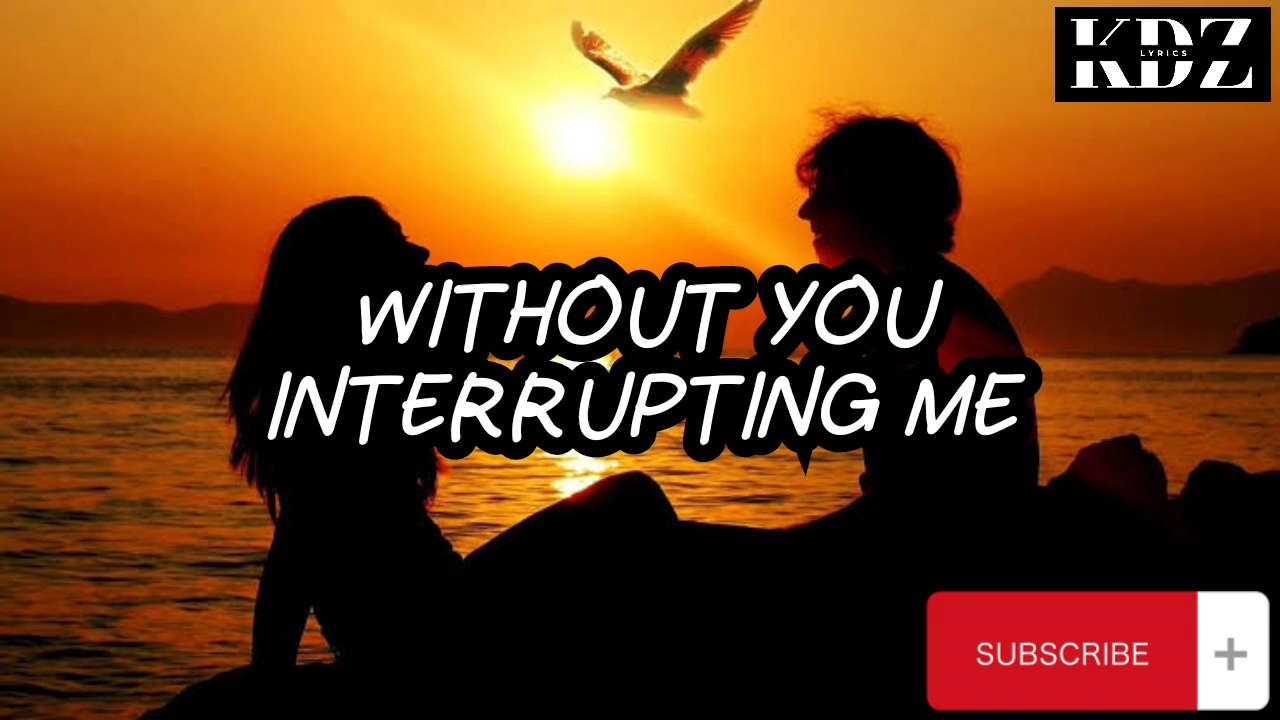 KDZ
LYRICS
WITHOUT YOU
INTERRUPTING ME
SUBSCRIBE
+